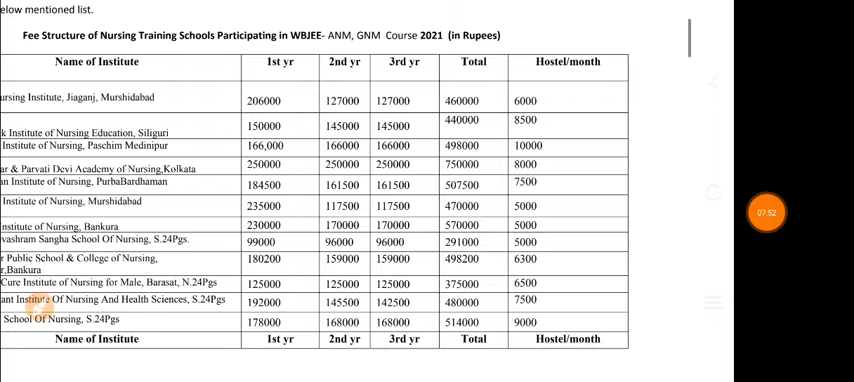 elow mentioned list.
Fee Structure of Nursing Training Schools Participating in WBJEE- ANM, GNM Course 2021 (in Rupees)
Name of Institute 1st yr 2nd yr 3rd yr Total Hostel/month
ursing Institute, Jiaganj, Murshidabad 206000 127000 127000 460000 6000
k Institute of Nursing Education, Siliguri 150000 145000 145000 440000 8500
Institute of Nursing, Paschim Medinipur 166,000 166000 166000 498000 10000
ar & Parvati Devi Academy of Nursing,Kolkata 250000 250000 250000 750000 8000
an Institute of Nursing, PurbaBardhaman 184500 161500 161500 507500 7500
Institute of Nursing, Murshidabad 235000 117500 117500 470000 5000
nstitute of Nursing, Bankura 230000 170000 170000 570000 5000
vashram Sangha School Of Nursing, S.24Pgs. 99000 96000 96000 291000 5000
r Public School & College of Nursing, 180200 159000 159000 498200 6300
r,Bankura
Cure Institute of Nursing for Male, Barasat, N.24Pgs 125000 125000 125000 375000 6500
ant Institute Of Nursing And Health Sciences, S.24Pgs 192000 145500 142500 480000 7500
School Of Nursing, S.24Pgs 178000 168000 168000 514000 9000
Name of Institute 1st yr 2nd yr 3rd yr Total Hostel/month
07:52